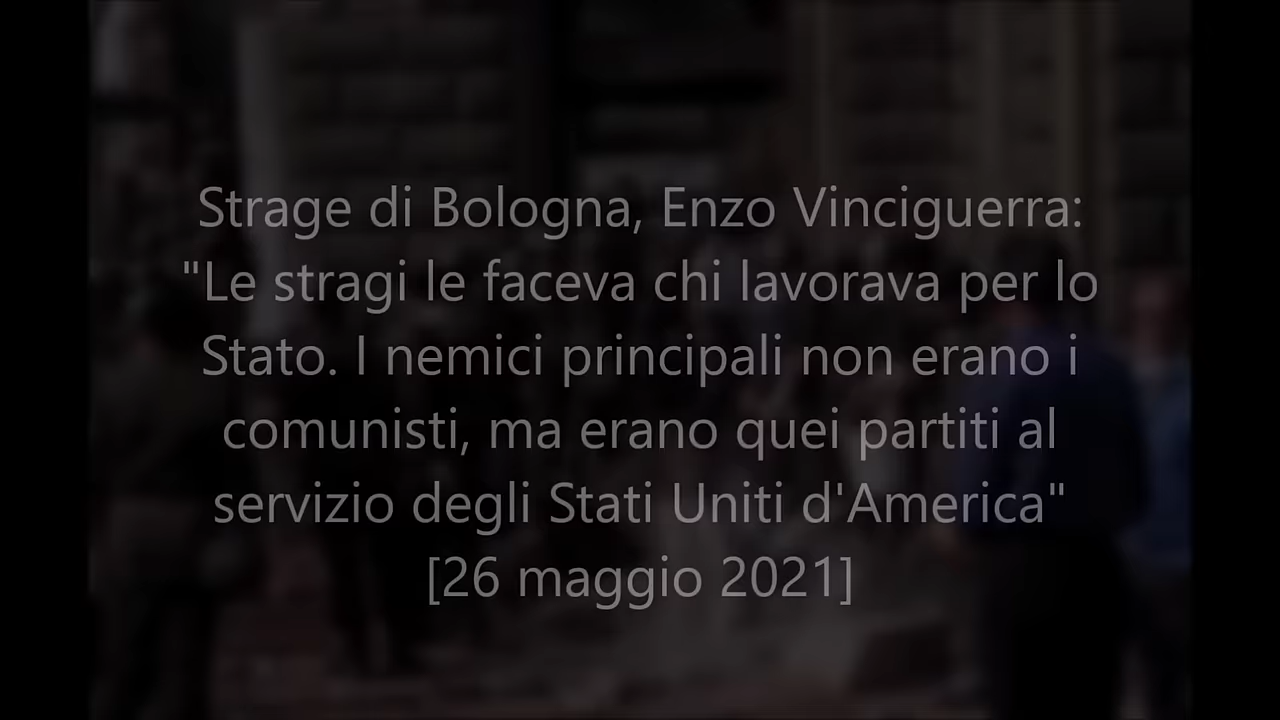 Strage di Bologna, Enzo Vinciguerra:
"Le stragi le faceva chi lavorava per lo
Stato. I nemici principali non erano i
comunisti, ma erano quei partiti al
servizio degli Stati Uniti d'America"
[26 maggio 2021]